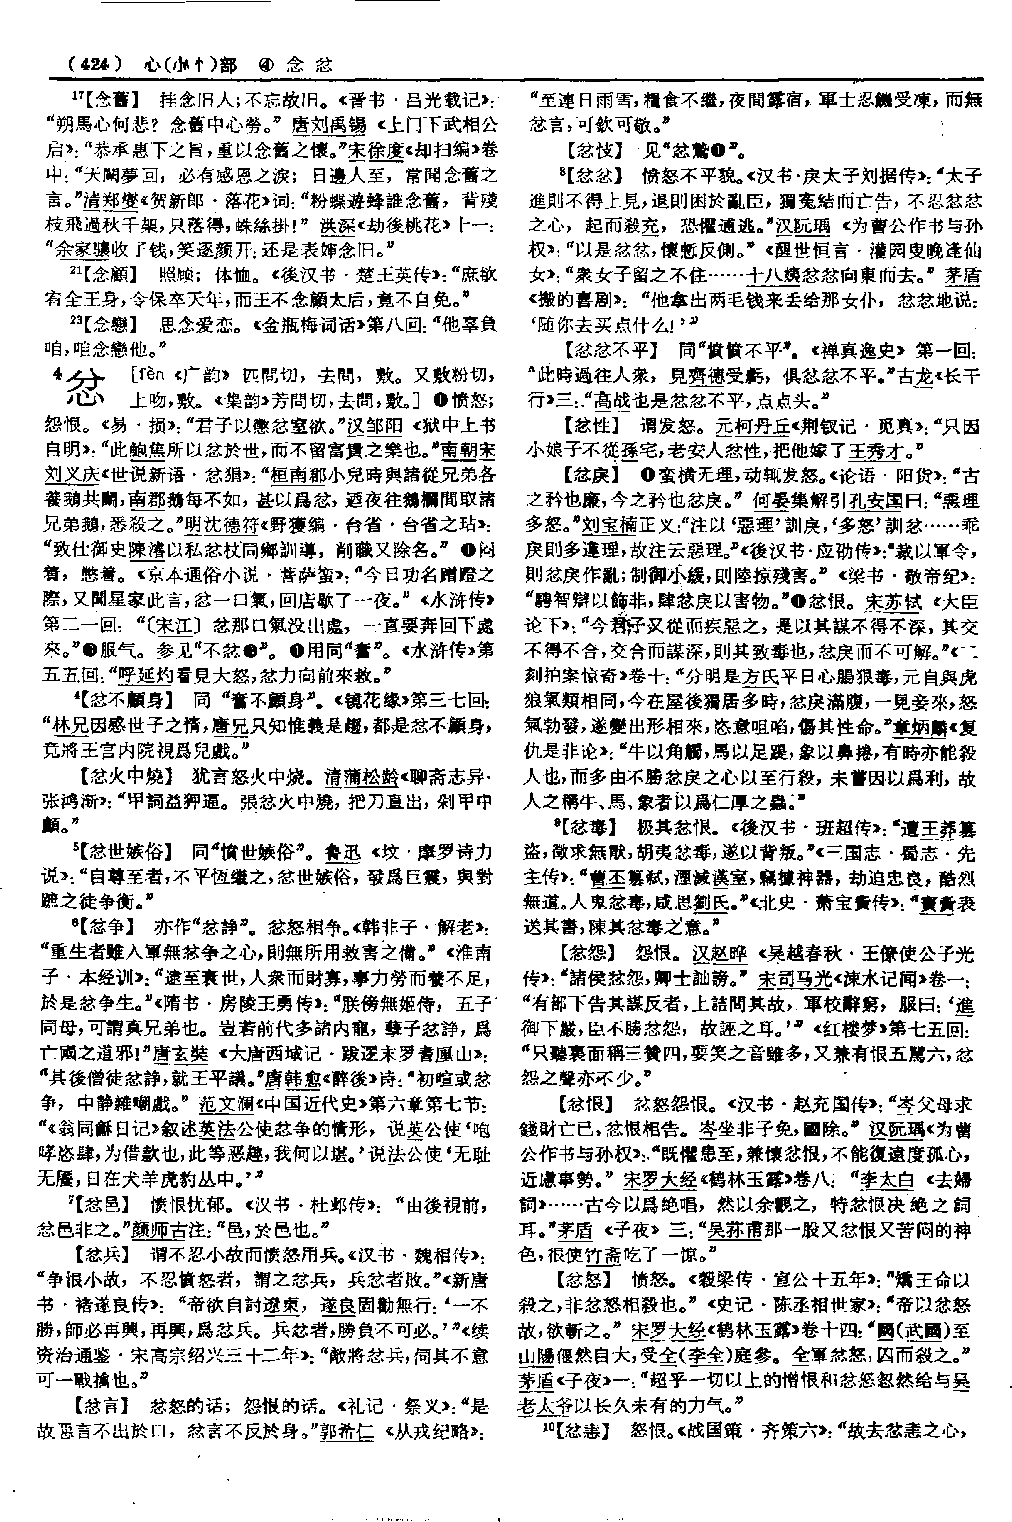 （424） 心(小忄)部 ④ 念 忿
17【念舊】 挂念旧人；不忘故旧。《晋书·吕光载记》：
“朔馬心何悲？念舊中心勞。”唐刘禹锡《上门下武相公
启》：“恭承惠下之旨，重以念舊之懷。”宋徐度《却扫编》卷
中：“天闕夢回，必有感恩之淚；日邊人至，常聞念舊之
言。”清郑燮《贺新郎·落花》词：“粉蝶遊蜂誰念舊，背殘
枝飛過秋千架，只落得，蛛絲掛！”洪深《劫後桃花》十一：
“余家驥收了钱，笑逐颜开；还是表姊念旧。”
21【念顧】 照顾；体恤。《後汉书·楚王英传》：“庶欲
宥全王身，令保卒天年，而王不念顧太后，竟不自免。”
23【念戀】 思念爱恋。《金瓶梅词话》第八回：“他辜負
咱，咱念戀他。”
4忿 ［fèn《广韵》匹問切，去問，敷。又敷粉切，
上吻，敷。《集韵》芳問切，去問，敷。］ ❶愤怒；
怨恨。《易·损》：“君子以懲忿窒欲。”汉邹阳《狱中上书
自明》：“此鲍焦所以忿於世，而不留富貴之樂也。”南朝宋
刘义庆《世说新语·忿狷》：“桓南郡小兒時與諸從兄弟各
養鵝共鬭，南郡鵝每不如，甚以爲忿，迺夜往鵝欄間取諸
兄弟鵝，悉殺之。”明沈德符《野獲編·台省·台省之玷》：
“致仕御史陳濬以私忿杖同鄉訓導，削職又除名。” 闷
着，憋着。《京本通俗小说·菩萨蛮》：“今日功名蹭蹬之
際，又聞星家此言，忿一口氣，回店歇了一夜。”《水浒传》
第二一回：“〔宋江〕忿那口氣没出處，一直要奔回下處
來。”服气。参见“不忿”。 用同“奮”。《水浒传》第
五五回：“呼延灼看見大怒，忿力向前來救。”
4【忿不顧身】 同“奮不顧身”。《镜花缘》第三七回：
“林兄因感世子之情，唐兄只知惟義是趨，都是忿不顧身，
竟將王宫内院視爲兒戲。”
【忿火中燒】 犹言怒火中烧。清蒲松龄《聊斋志异·
张鸿渐》：“甲詞益狎逼。張忿火中燒，把刀直出，剁甲中
顱。”
5【忿世嫉俗】 同“憤世嫉俗”。鲁迅《坟·摩罗诗力
说》：“自尊至者，不平恆繼之，忿世嫉俗，發爲巨震，與對
蹠之徒争衡。”
6【忿争】 亦作“忿諍”。忿怒相争。《韩非子·解老》：
“重生者雖入軍無忿争之心，則無所用救害之備。”《淮南
子·本经训》：“逮至衰世，人衆而財寡，事力勞而養不足，
於是忿争生。”《隋书·房陵王勇传》：“朕傍無姬侍，五子
同母，可謂真兄弟也。豈若前代多諸内寵，孽子忿諍，爲
亡國之道邪！”唐玄奘《大唐西域记·跋逻末罗耆釐山》：
“其後僧徒忿諍，就王平議。”唐韩愈《醉後》诗：“初喧或忿
争，中静雜嘲戲。”范文澜《中国近代史》第六章第七节：
“《翁同龢日记》叙述英法公使忿争的情形，说英公使‘咆
哮恣肆，为借款也，此等恶趣，我何以堪。’说法公使‘无耻
无餍，日在犬羊虎豹丛中。’”
7【忿邑】 愤恨忧郁。《汉书·杜邺传》：“由後視前，
忿邑非之。”颜师古注：“邑，於邑也。”
【忿兵】 谓不忍小故而愤怒用兵。《汉书·魏相传》：
“争恨小故，不忍憤怒者，謂之忿兵，兵忿者敗。”《新唐
书·褚遂良传》：“帝欲自討遼東，遂良固勸無行：‘一不
勝，師必再興，再興，爲忿兵。兵忿者，勝負不可必。’”《续
资治通鉴·宋高宗绍兴三十二年》：“敵將忿兵，伺其不意
可一戰擒也。”
【忿言】 忿怒的话；怨恨的话。《礼记·祭义》：“是
故惡言不出於口，忿言不反於身。”郭希仁《从戎纪略》：
“至連日雨雪，糧食不繼，夜間露宿，軍士忍饑受凍，而無
忿言，可欽可敬。”
【忿忮】 见“忿鷙❶”。
8【忿忿】 愤怒不平貌。《汉书·戾太子刘据传》：“太子
進則不得上見，退則困於亂臣，獨冤結而亡告，不忍忿忿
之心，起而殺充，恐懼逋逃。”汉阮瑀《为曹公作书与孙
权》：“以是忿忿，懷慙反側。”《醒世恒言·灌园叟晚逢仙
女》：“衆女子留之不住……十八姨忿忿向東而去。”茅盾
《搬的喜剧》：“他拿出两毛钱来丢给那女仆，忿忿地说：
‘随你去买点什么！’”
【忿忿不平】 同“憤憤不平”。《禅真逸史》第一回：
“此時過往人衆，見齊德受虧，俱忿忿不平。”古龙《长干
行》三：“高战也是忿忿不平，点点头。”
【忿性】 谓发怒。元柯丹丘《荆钗记·觅真》：“只因
小娘子不從孫宅，老安人忿性，把他嫁了王秀才。”
【忿戾】 ❶蛮横无理，动辄发怒。《论语·阳货》：“古
之矜也廉，今之矜也忿戾。”何晏集解引孔安国曰：“惡理
多怒。”刘宝楠正义：“注以‘惡理’訓戾，‘多怒’訓忿……乖
戾則多違理，故注云惡理。”《後汉书·应劭传》：“裁以軍令，
則忿戾作亂；制御小緩，則陸掠殘害。”《梁书·敬帝纪》：
“騁智辯以飾非，肆忿戾以害物。”忿恨。宋苏轼《大臣
论下》：“今君子又從而疾惡之，是以其謀不得不深，其交
不得不合，交合而謀深，則其致毒也，忿戾而不可解。”《二
刻拍案惊奇》卷十：“分明是方氏平日心腸狠毒，元自與虎
狼氣類相同，今在屋後獨居多時，忿戾滿腹，一見妾來，怒
氣勃發，遂變出形相來，恣意咀啗，傷其性命。”章炳麟《复
仇是非论》：“牛以角觸，馬以足踶，象以鼻捲，有時亦能殺
人也，而多由不勝忿戾之心以至行殺，未嘗因以爲利，故
人之稱牛、馬、象者以爲仁厚之蟲。”
9【忿毒】 极其忿恨。《後汉书·班超传》：“遭王莽篡
盜，徵求無猒，胡夷忿毒，遂以背叛。”《三国志·蜀志·先
主传》：“曹丕篡弑，湮滅漢室，竊據神器，劫迫忠良，酷烈
無道。人鬼忿毒，咸思劉氏。”《北史·萧宝夤传》：“寶夤表
送其書，陳其忿毒之意。”
【忿怨】 怨恨。汉赵晔《吴越春秋·王僚使公子光
传》：“諸侯忿怨，卿士訕謗。”宋司马光《涑水记闻》卷一：
“有部下告其謀反者，上詰問其故，軍校辭窮，服曰：‘進
御下嚴，臣不勝忿怨，故誣之耳。’”《红楼梦》第七五回：
“只聽裏面稱三贊四，耍笑之音雖多，又兼有恨五駡六，忿
怨之聲亦不少。”
【忿恨】 忿怒怨恨。《汉书·赵充国传》：“岑父母求
錢財亡已，忿恨相告。岑坐非子免，國除。”汉阮瑀《为曹
公作书与孙权》：“既懼患至，兼懷忿恨，不能復遠度孤心，
近慮事勢。”宋罗大经《鹤林玉露》卷八：“李太白《去婦
詞》……古今以爲绝唱，然以余觀之，特忿恨决绝之詞
耳。”茅盾《子夜》三：“吴荪甫那一股又忿恨又苦闷的神
色，很使竹斋吃了一惊。”
【忿怒】 愤怒。《穀梁传·宣公十五年》：“矯王命以
殺之，非忿怒相殺也。”《史记·陈丞相世家》：“帝以忿怒
故，欲斬之。”宋罗大经《鹤林玉露》卷十四：“國(武國)至
山陽偃然自大，受全(李全)庭參。全軍忿怒，囚而殺之。”
茅盾《子夜》一：“超乎一切以上的憎恨和忿怒忽然给与吴
老太爷以长久未有的力气。”
10【忿恚】 怨恨。《战国策·齐策六》：“故去忿恚之心，